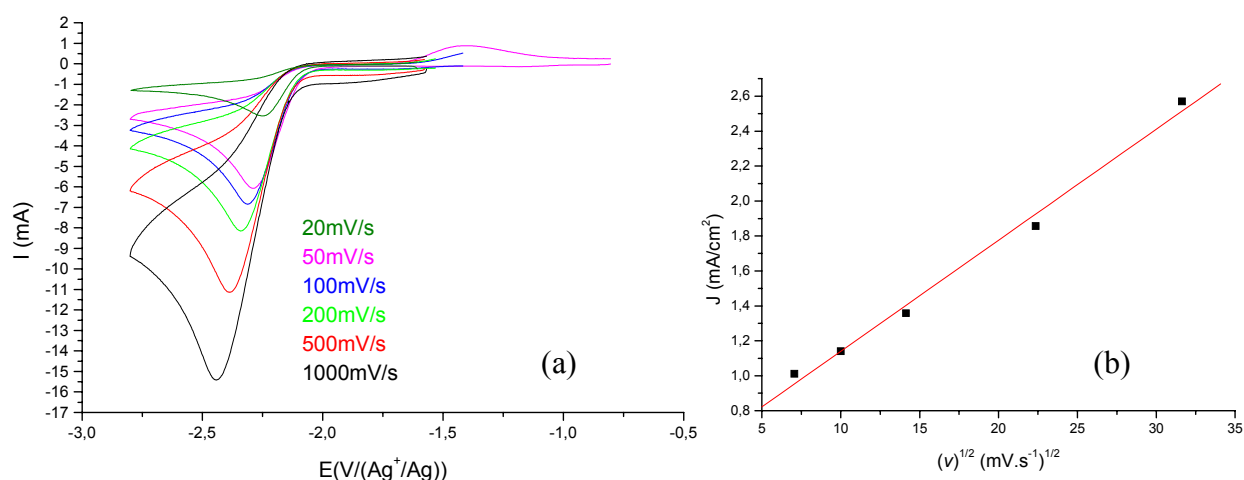 2
1
0
-1
-2
-3
-4
-5
-6
-7
-8
-9
-10
-11
-12
-13
-14
-15
-16
-17
I (mA)
20mV/s
50mV/s
100mV/s
200mV/s
500mV/s
1000mV/s
(a)
-3,0 -2,5 -2,0 -1,5 -1,0 -0,5
E(V/(Ag⁺/Ag))
2,6
2,4
2,2
2,0
1,8
1,6
1,4
1,2
1,0
0,8
J (mA/cm²)
(b)
5 10 15 20 25 30 35
(v)^1/2 (mV.s⁻¹)^1/2